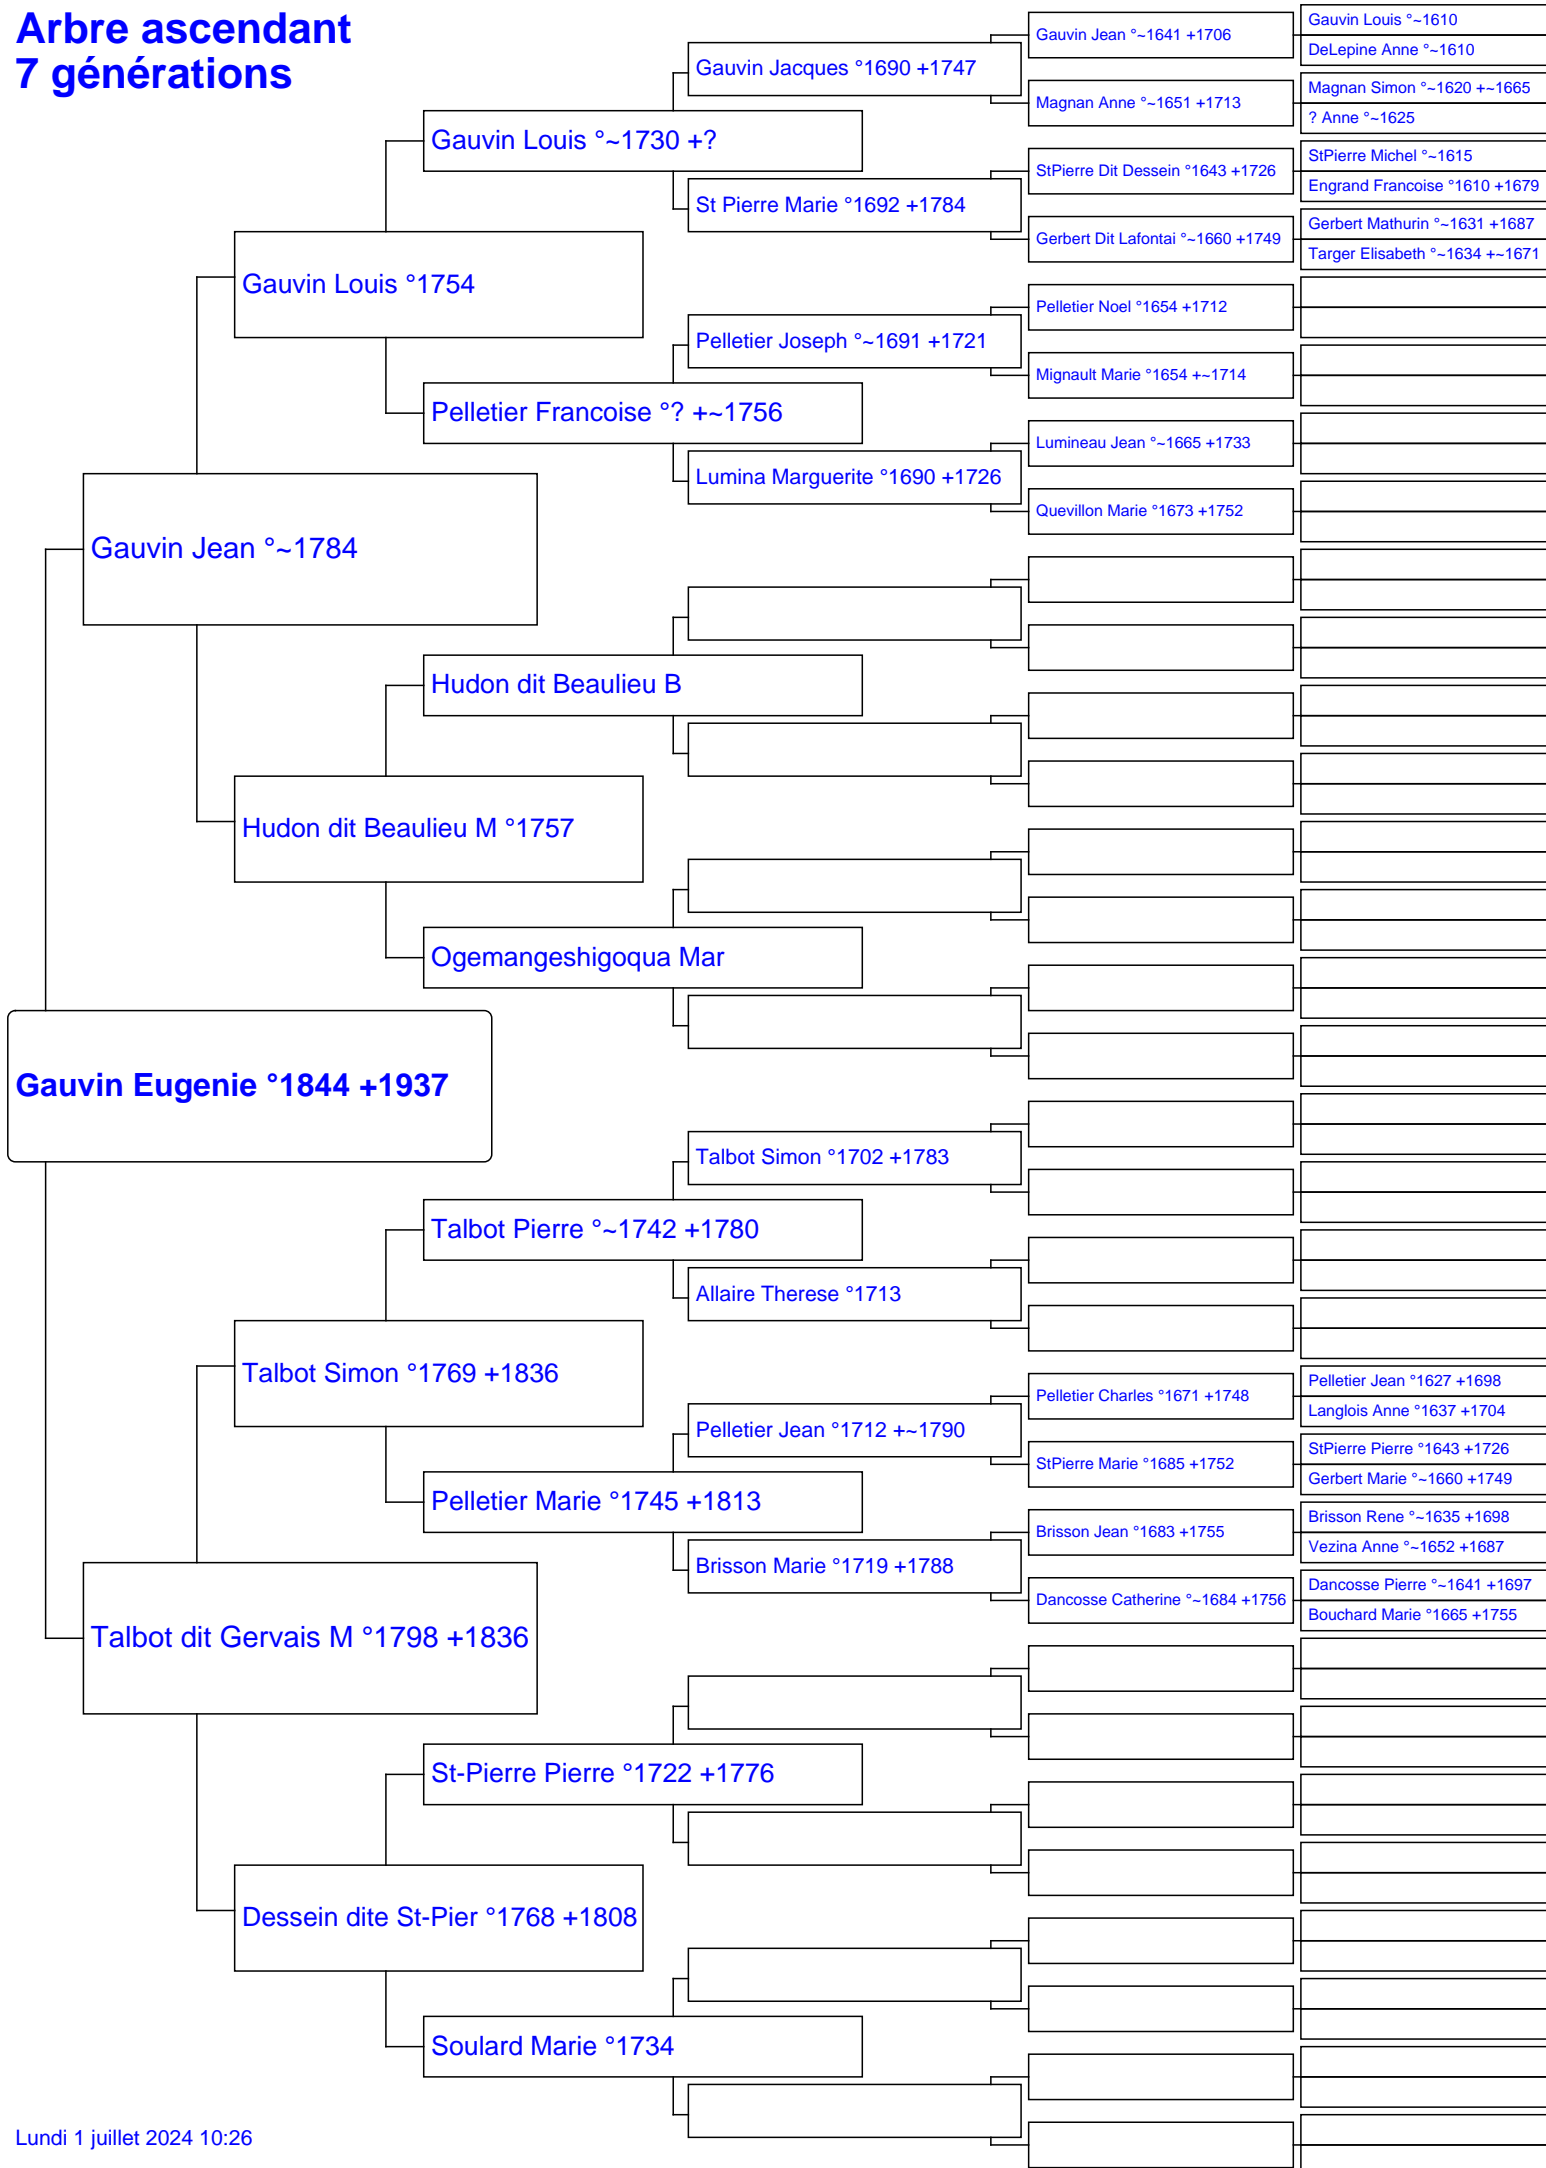 Arbre ascendant
7 générations
Gauvin Eugenie °1844 +1937
Gauvin Jean °~1784
Talbot dit Gervais M °1798 +1836
Gauvin Louis °1754
Hudon dit Beaulieu M °1757
Talbot Simon °1769 +1836
Dessein dite St-Pier °1768 +1808
Gauvin Louis °~1730 +?
Pelletier Francoise °? +~1756
Hudon dit Beaulieu B
Ogemangeshigoqua Mar
Talbot Pierre °~1742 +1780
Pelletier Marie °1745 +1813
St-Pierre Pierre °1722 +1776
Soulard Marie °1734
Gauvin Jacques °1690 +1747
St Pierre Marie °1692 +1784
Pelletier Joseph °~1691 +1721
Lumina Marguerite °1690 +1726
Talbot Simon °1702 +1783
Allaire Therese °1713
Pelletier Jean °1712 +~1790
Brisson Marie °1719 +1788
Gauvin Jean °~1641 +1706
Magnan Anne °~1651 +1713
StPierre Dit Dessein °1643 +1726
Gerbert Dit Lafontai °~1660 +1749
Pelletier Noel °1654 +1712
Mignault Marie °1654 +~1714
Lumineau Jean °~1665 +1733
Quevillon Marie °1673 +1752
Pelletier Charles °1671 +1748
StPierre Marie °1685 +1752
Brisson Jean °1683 +1755
Dancosse Catherine °~1684 +1756
Gauvin Louis °~1610
DeLepine Anne °~1610
Magnan Simon °~1620 +~1665
? Anne °~1625
StPierre Michel °~1615
Engrand Francoise °1610 +1679
Gerbert Mathurin °~1631 +1687
Targer Elisabeth °~1634 +~1671
Pelletier Jean °1627 +1698
Langlois Anne °1637 +1704
StPierre Pierre °1643 +1726
Gerbert Marie °~1660 +1749
Brisson Rene °~1635 +1698
Vezina Anne °~1652 +1687
Dancosse Pierre °~1641 +1697
Bouchard Marie °1665 +1755
Lundi 1 juillet 2024 10:26